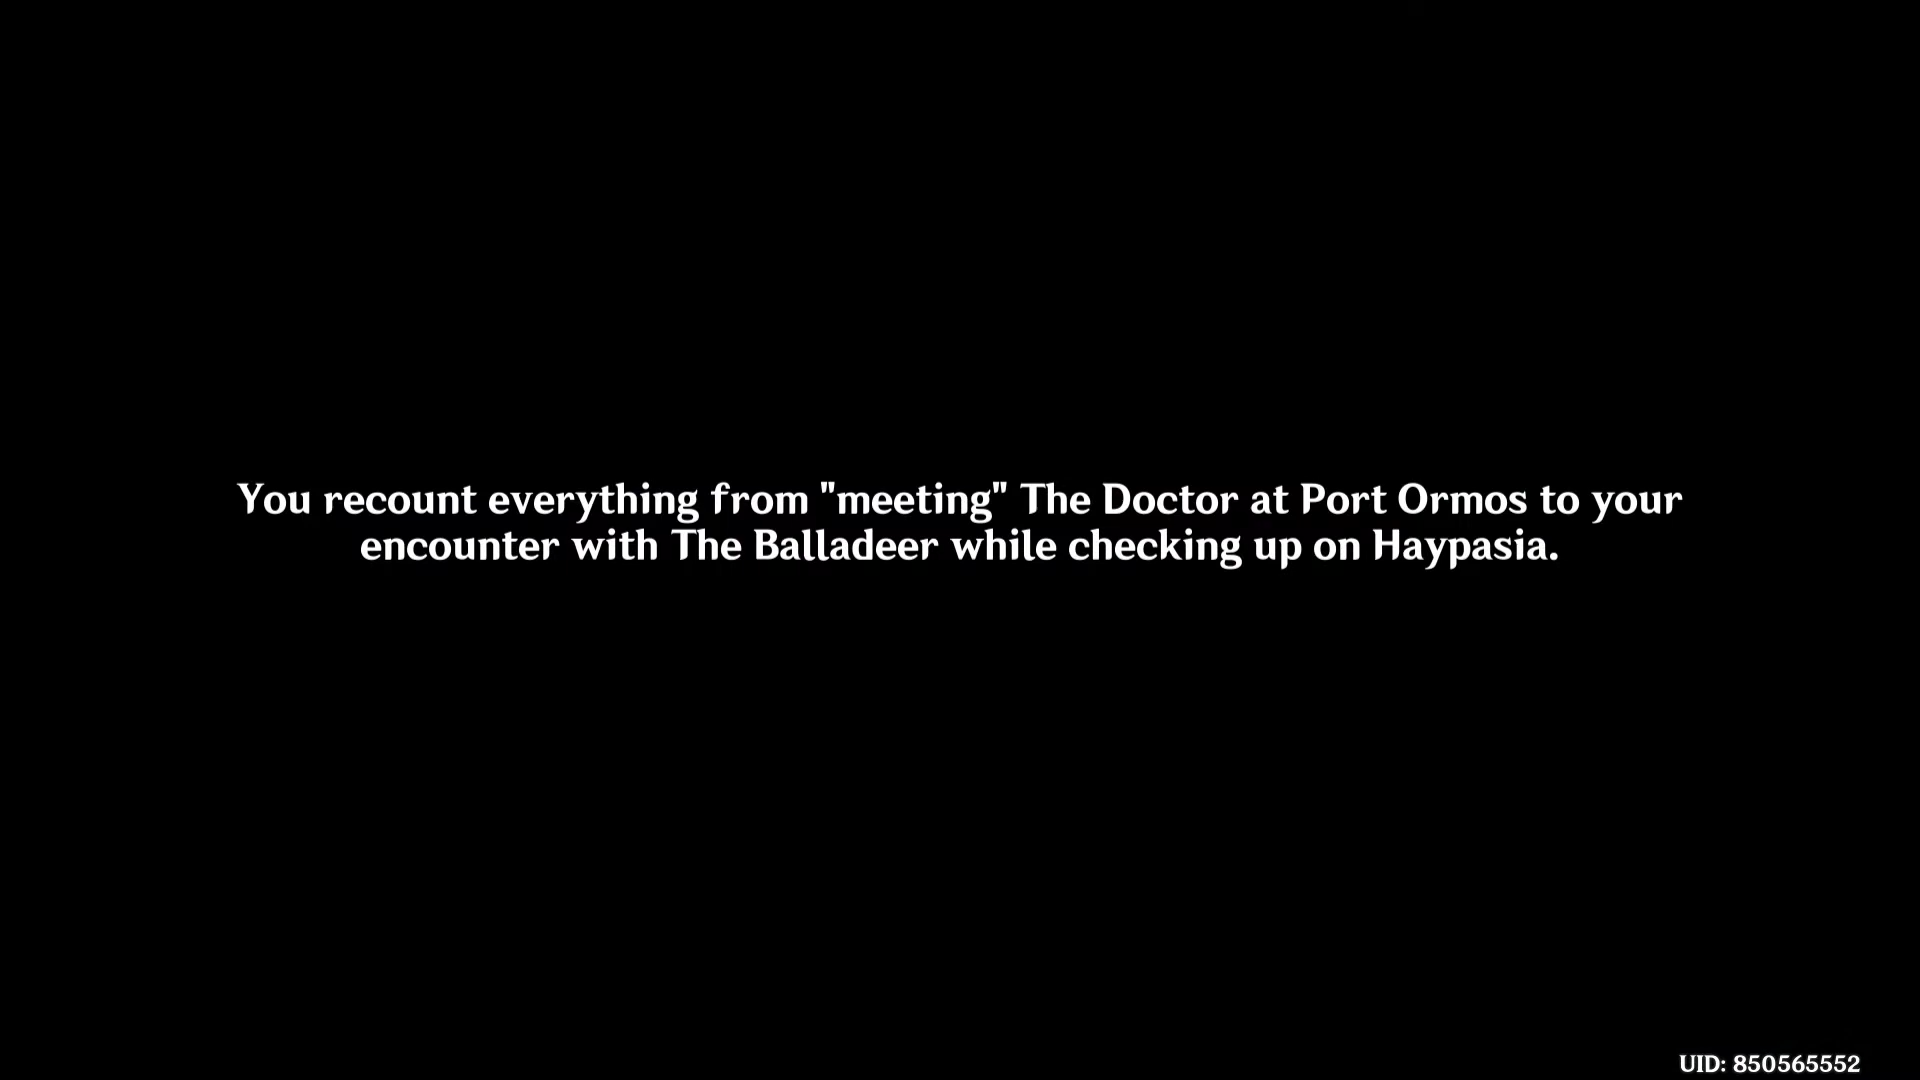 You recount everything from "meeting" The Doctor at Port Ormos to your
encounter with The Balladeer while checking up on Haypasia.
UID: 850565552